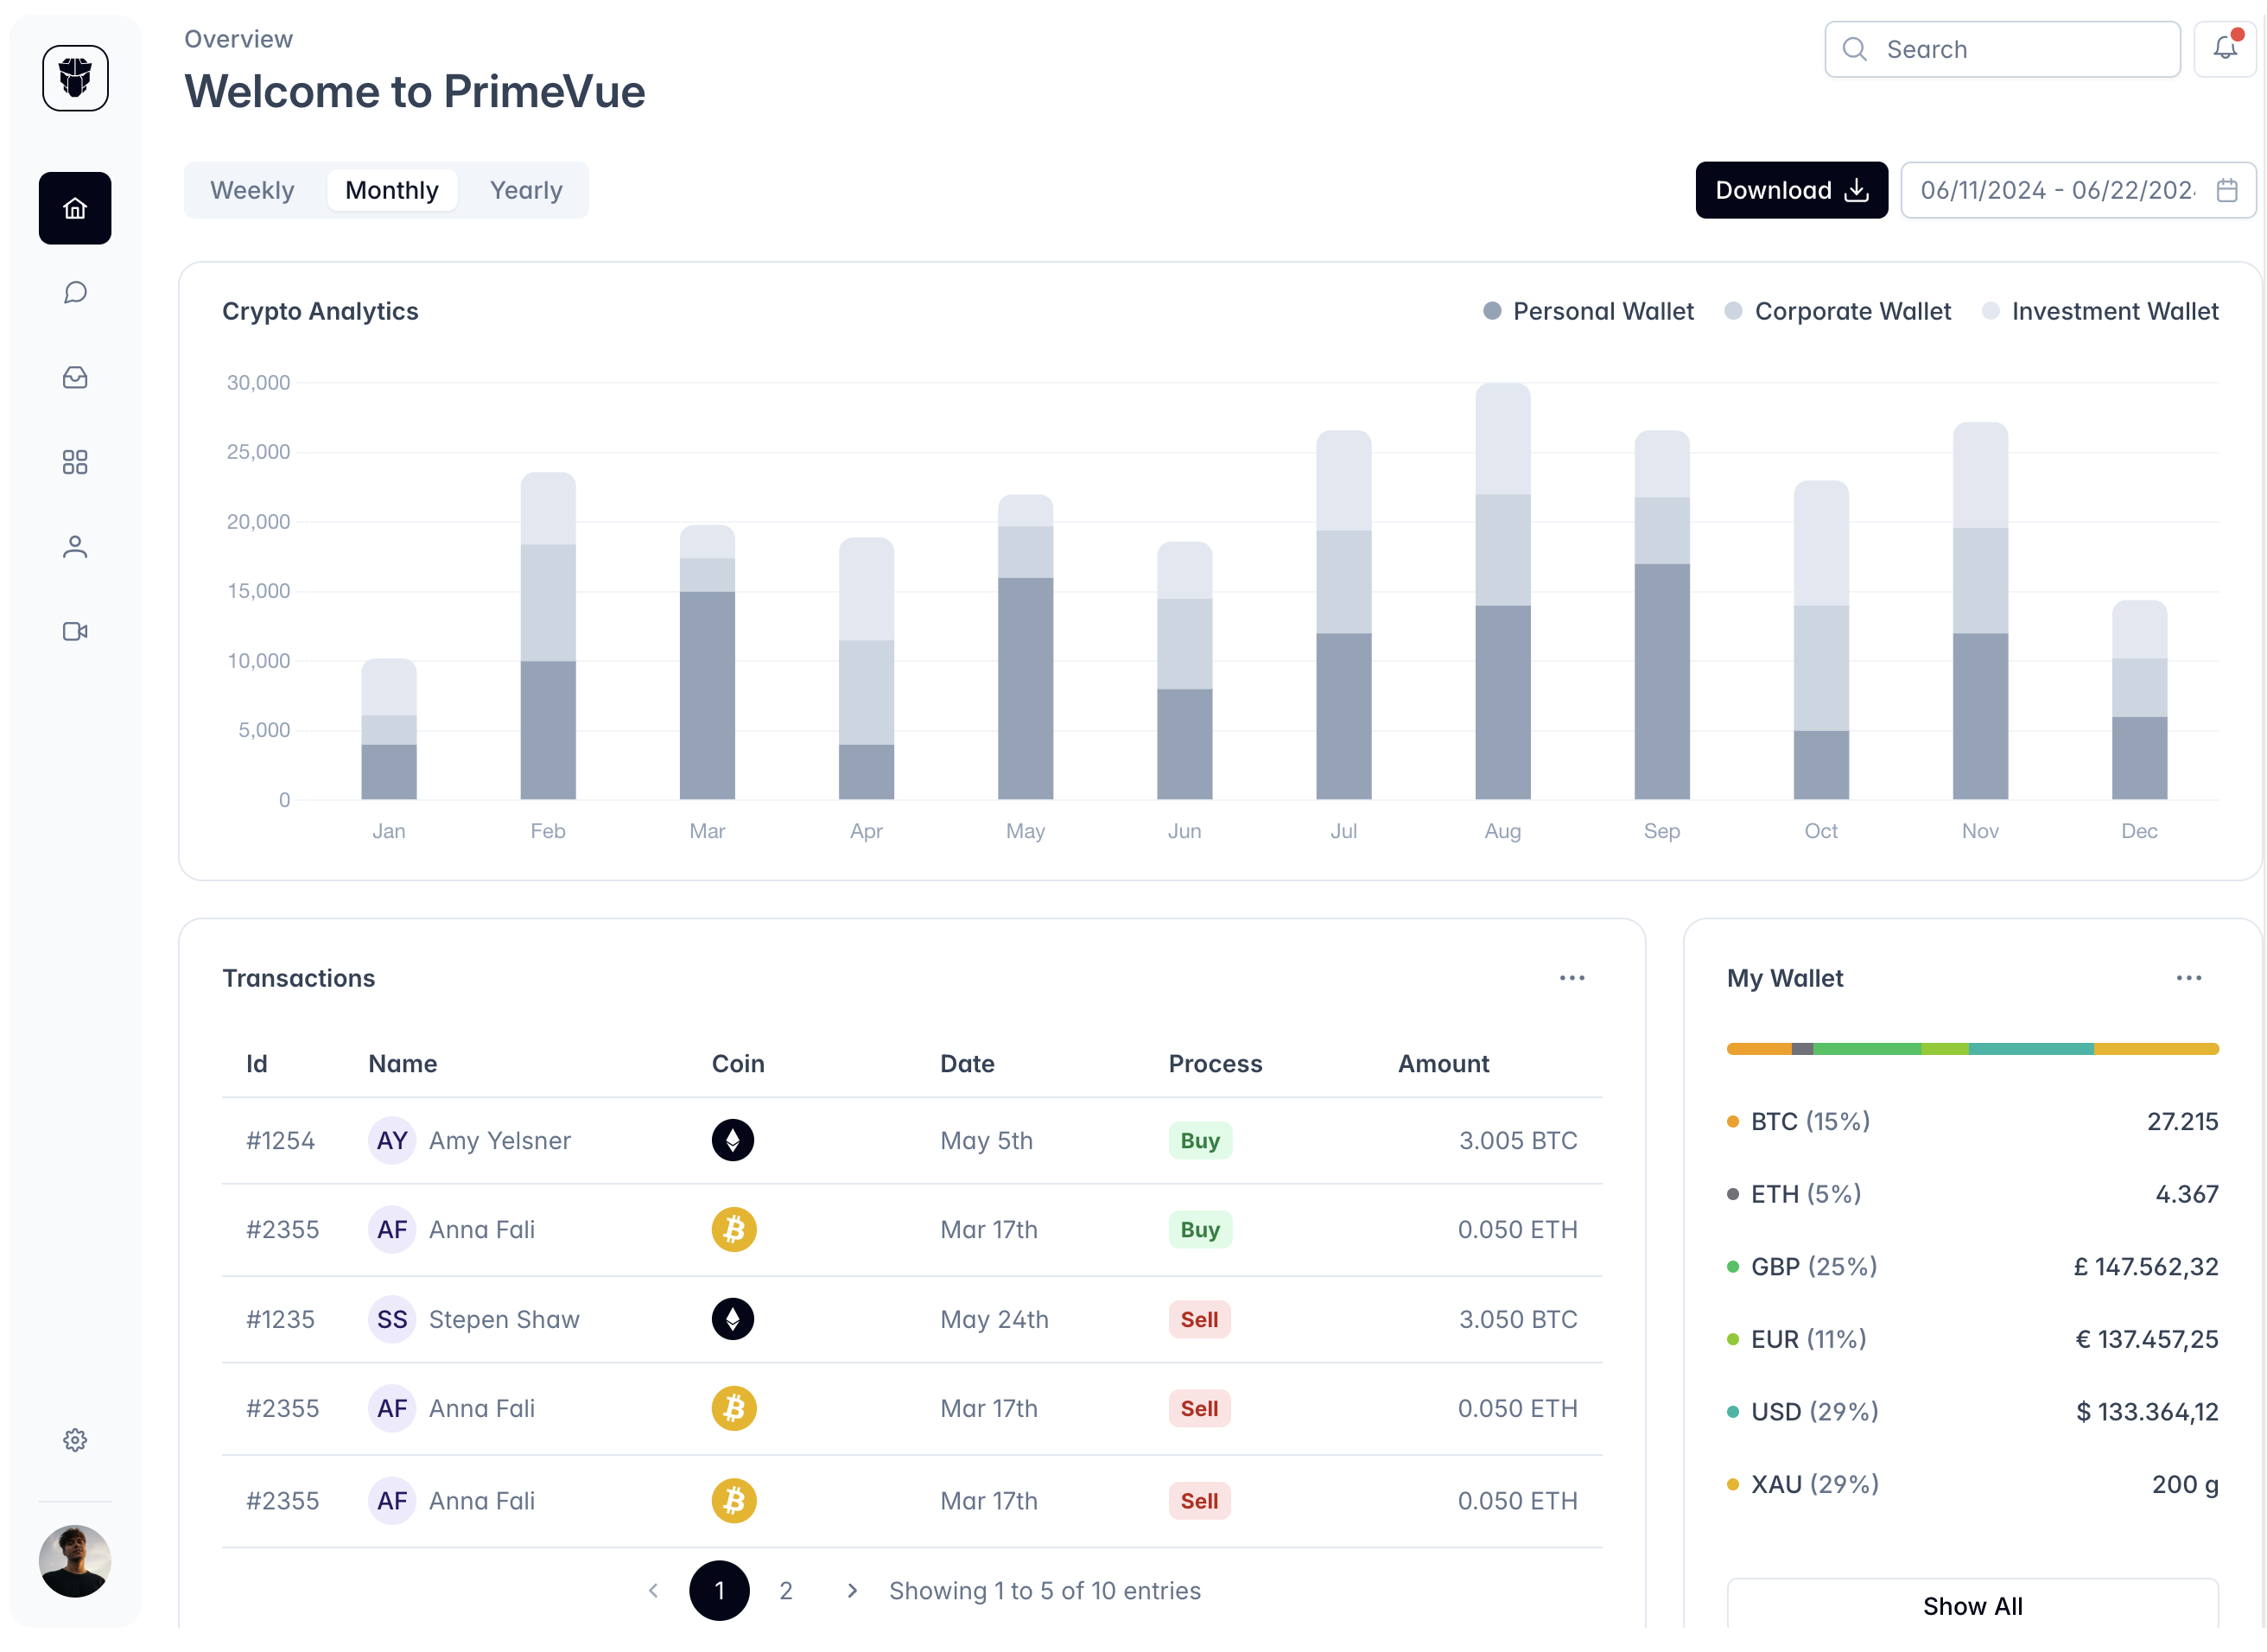 Overview
Welcome to PrimeVue
Search
Weekly Monthly Yearly
Download
06/11/2024 - 06/22/202
Crypto Analytics
Personal Wallet Corporate Wallet Investment Wallet
30,000
25,000
20,000
15,000
10,000
5,000
0
Jan Feb Mar Apr May Jun Jul Aug Sep Oct Nov Dec
Transactions
Id Name Coin Date Process Amount
#1254 AY Amy Yelsner May 5th Buy 3.005 BTC
#2355 AF Anna Fali Mar 17th Buy 0.050 ETH
#1235 SS Stepen Shaw May 24th Sell 3.050 BTC
#2355 AF Anna Fali Mar 17th Sell 0.050 ETH
#2355 AF Anna Fali Mar 17th Sell 0.050 ETH
1 2 Showing 1 to 5 of 10 entries
My Wallet
BTC (15%) 27.215
ETH (5%) 4.367
GBP (25%) £ 147.562,32
EUR (11%) € 137.457,25
USD (29%) $ 133.364,12
XAU (29%) 200 g
Show All